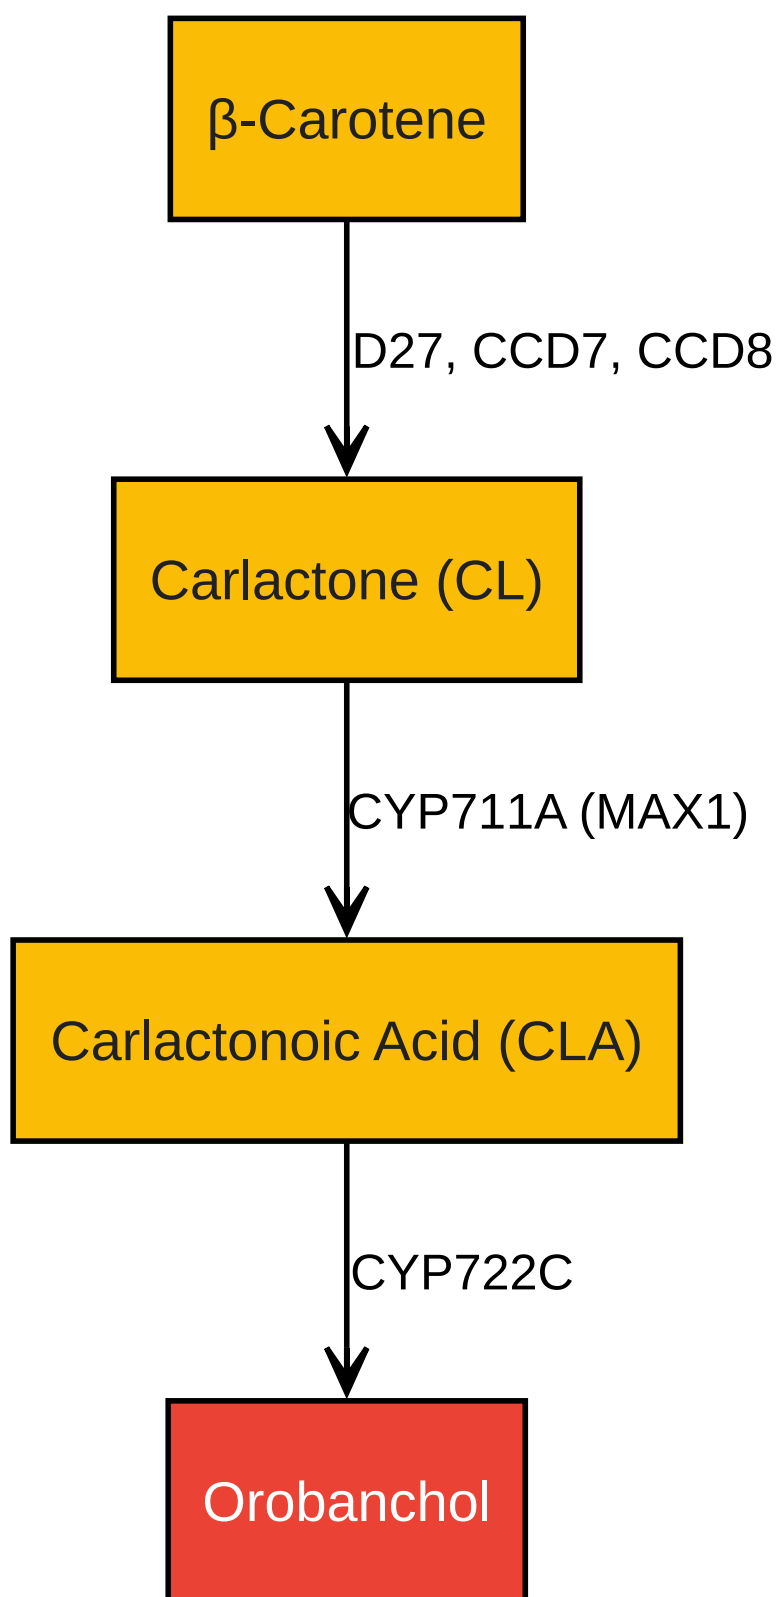 β-Carotene
D27, CCD7, CCD8
Carlactone (CL)
CYP711A (MAX1)
Carlactonoic Acid (CLA)
CYP722C
Orobanchol